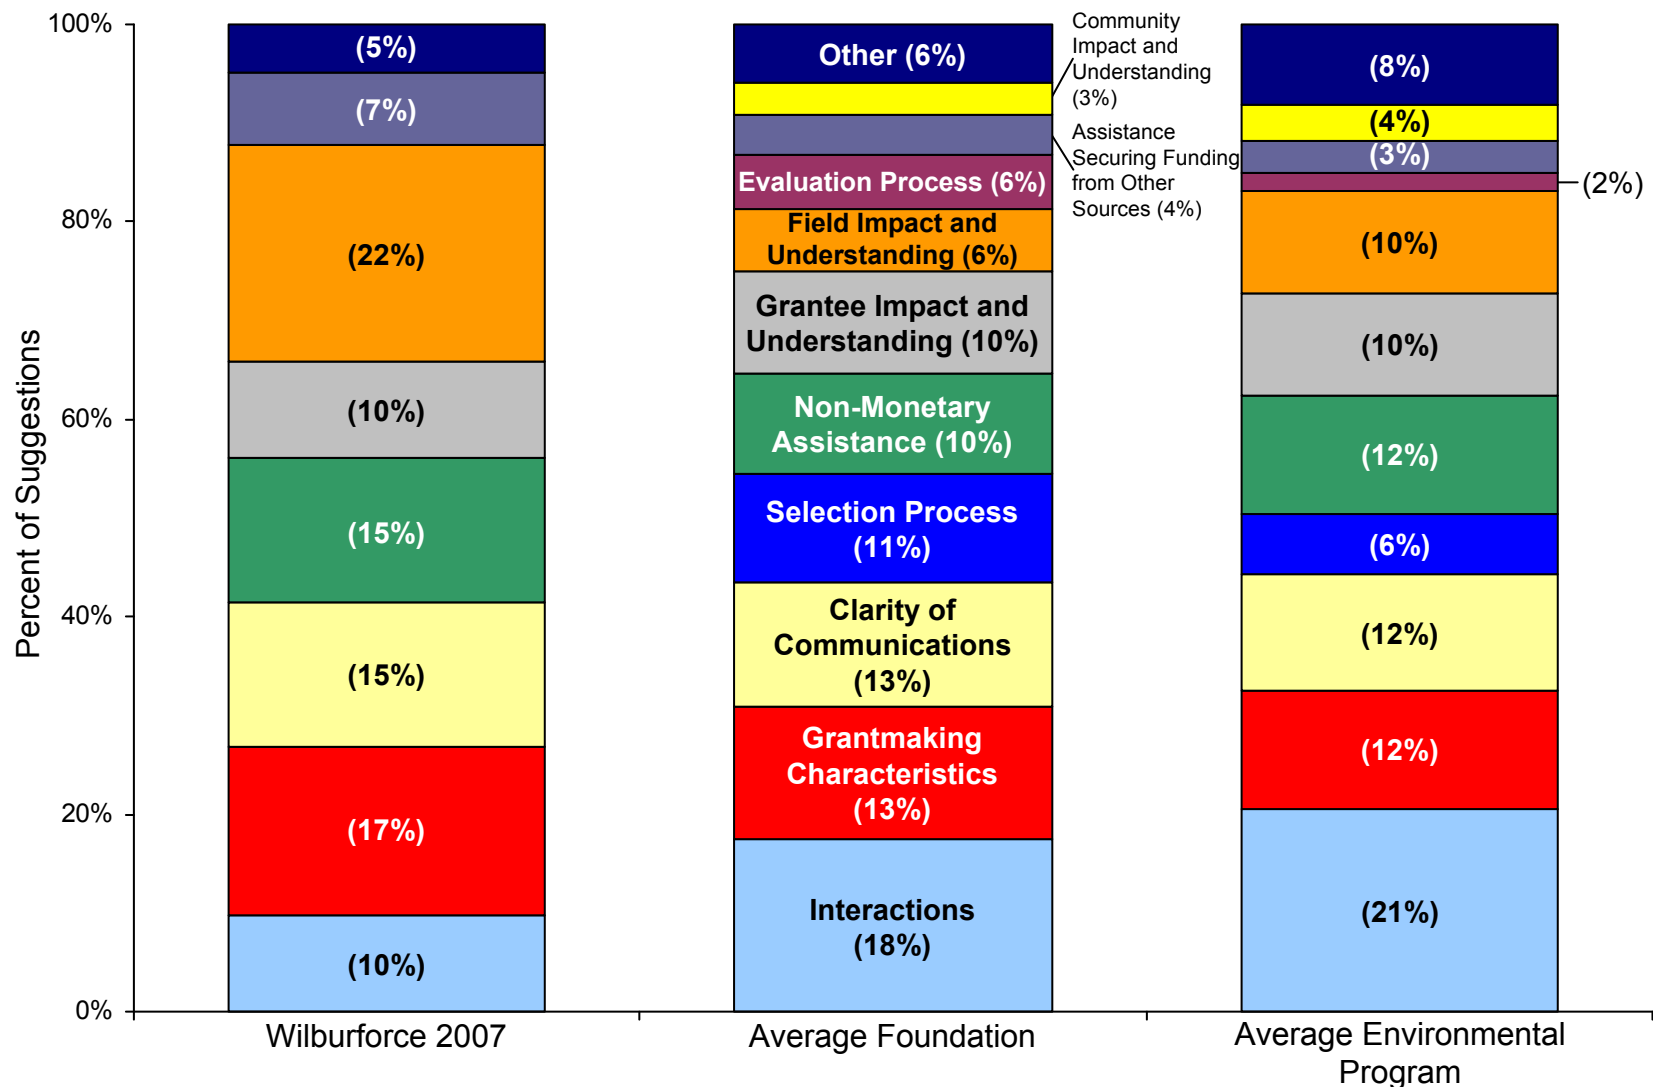 Percent of Suggestions
100%
80%
60%
40%
20%
0%
(5%)
(7%)
(22%)
(10%)
(15%)
(15%)
(17%)
(10%)
Wilburforce 2007
Other (6%)
Community
Impact and
Understanding
(3%)
Assistance
Securing Funding
from Other
Sources (4%)
Evaluation Process (6%)
Field Impact and
Understanding (6%)
Grantee Impact and
Understanding (10%)
Non-Monetary
Assistance (10%)
Selection Process
(11%)
Clarity of
Communications
(13%)
Grantmaking
Characteristics
(13%)
Interactions
(18%)
Average Foundation
(8%)
(4%)
(3%)
(2%)
(10%)
(10%)
(12%)
(6%)
(12%)
(12%)
(21%)
Average Environmental
Program